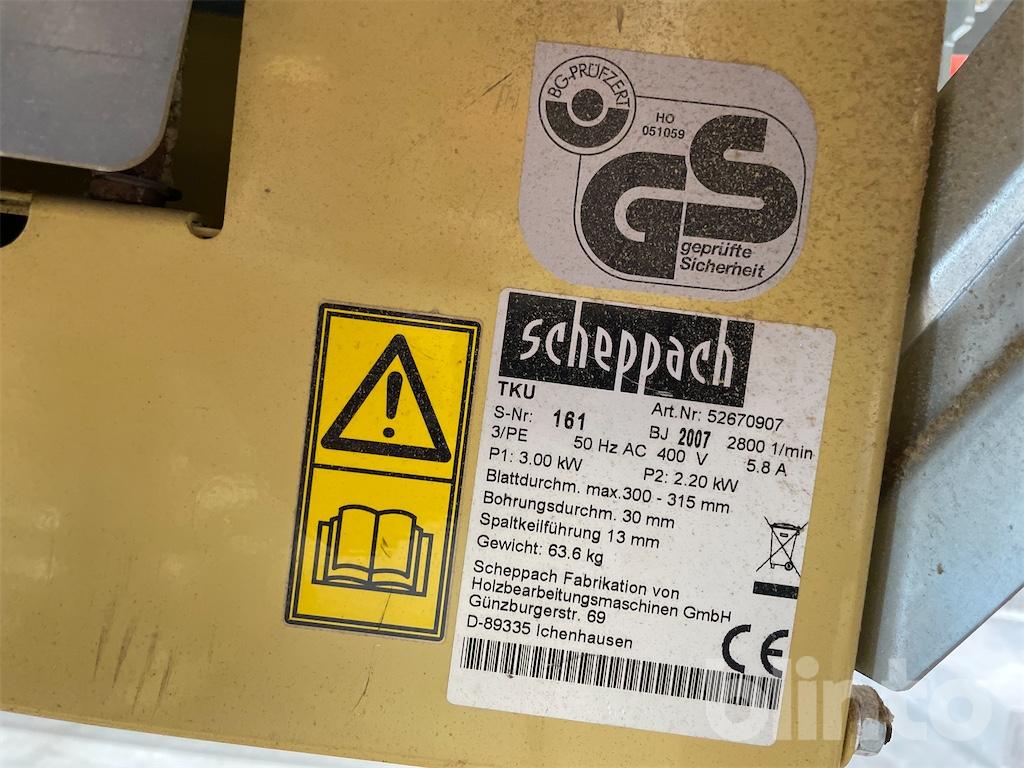 BG-PRÜFZERT
HO
051059
GS
geprüfte
Sicherheit
scheppach
TKU
Art.Nr: 52670907
S-Nr: 161 BJ 2007 2800 1/min
3/PE 50 Hz AC 400 V 5.8 A
P1: 3.00 kW P2: 2.20 kW
Blattdurchm. max.300 - 315 mm
Bohrungsdurchm. 30 mm
Spaltkeilführung 13 mm
Gewicht: 63.6 kg
Scheppach Fabrikation von
Holzbearbeitungsmaschinen GmbH
Günzburgerstr. 69
D-89335 Ichenhausen
CE
blinto